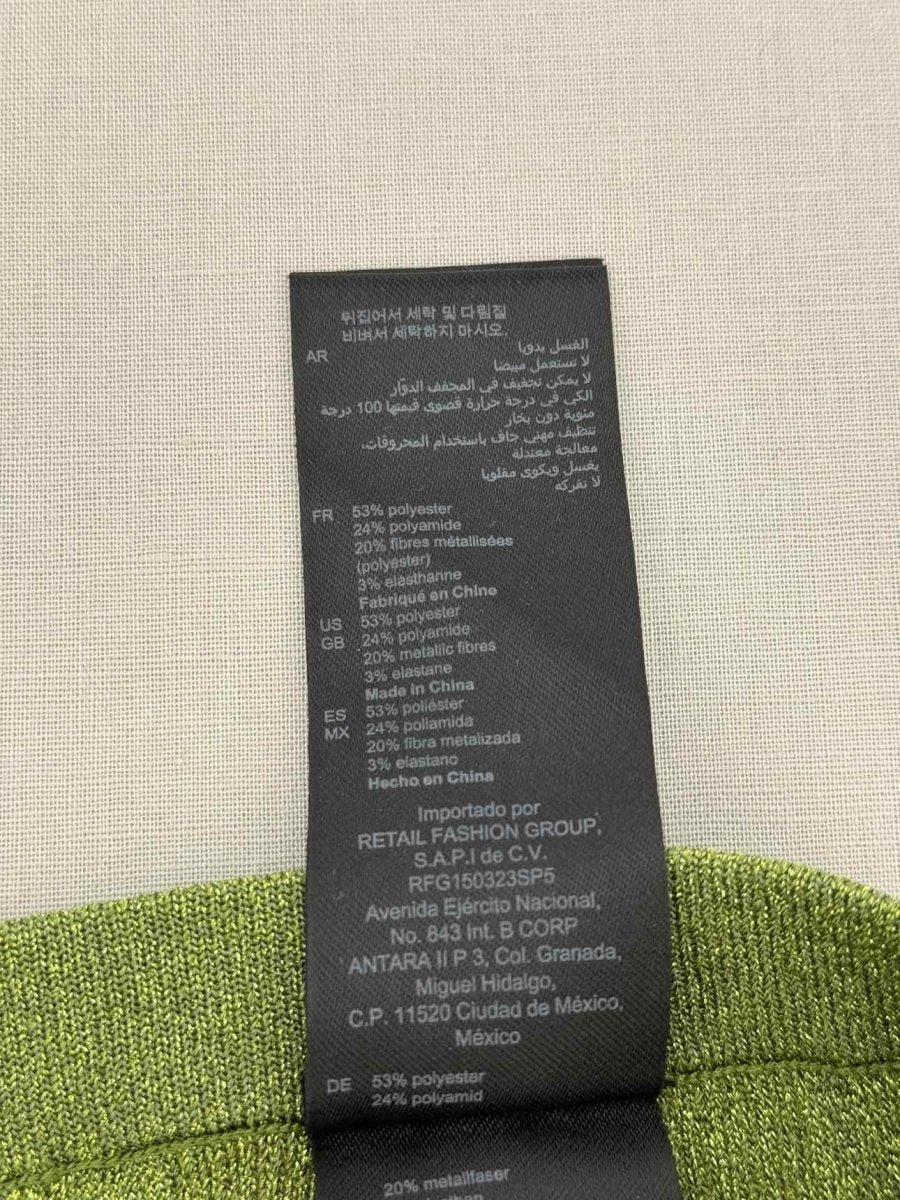 뒤집어서 세탁 및 다림질
비벼서 세탁하지 마시오.
AR
الغسل يدويا
لا تستعمل مبيضا
لا يمكن تجفيف في المجفف الدوار
الكي في درجة حرارة قصوى قيمتها 100 درجة
مئوية دون بخار
تنظيف مهني جاف باستخدام المحروقات،
معالجة معتدلة
يغسل ويكوى مقلوبا
لا تفركه
FR 53% polyester
24% polyamide
20% fibres métallisées
(polyester)
3% élasthanne
Fabriqué en Chine
US 53% polyester
GB 24% polyamide
20% metallic fibres
3% elastane
Made in China
ES 53% poliéster
MX 24% poliamida
20% fibra metalizada
3% elastano
Hecho en China
Importado por
RETAIL FASHION GROUP,
S.A.P.I de C.V.
RFG150323SP5
Avenida Ejército Nacional,
No. 843 Int. B CORP
ANTARA II P 3, Col. Granada,
Miguel Hidalgo,
C.P. 11520 Ciudad de México,
México
DE 53% polyester
24% polyamid
20% metallfaser